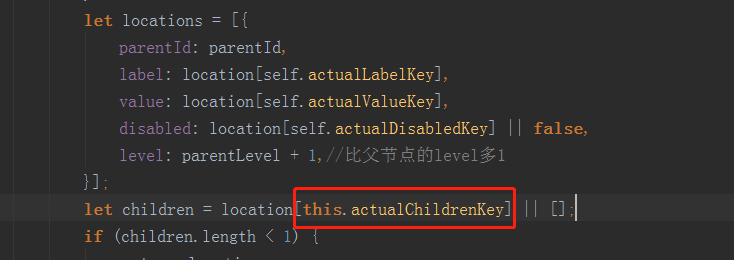 let locations = [{
parentId: parentId,
label: location[self.actualLabelKey],
value: location[self.actualValueKey],
disabled: location[self.actualDisabledKey] || false,
level: parentLevel + 1,//比父节点的level多1
}];
let children = location[this.actualChildrenKey] || [];
if (children.length < 1) {